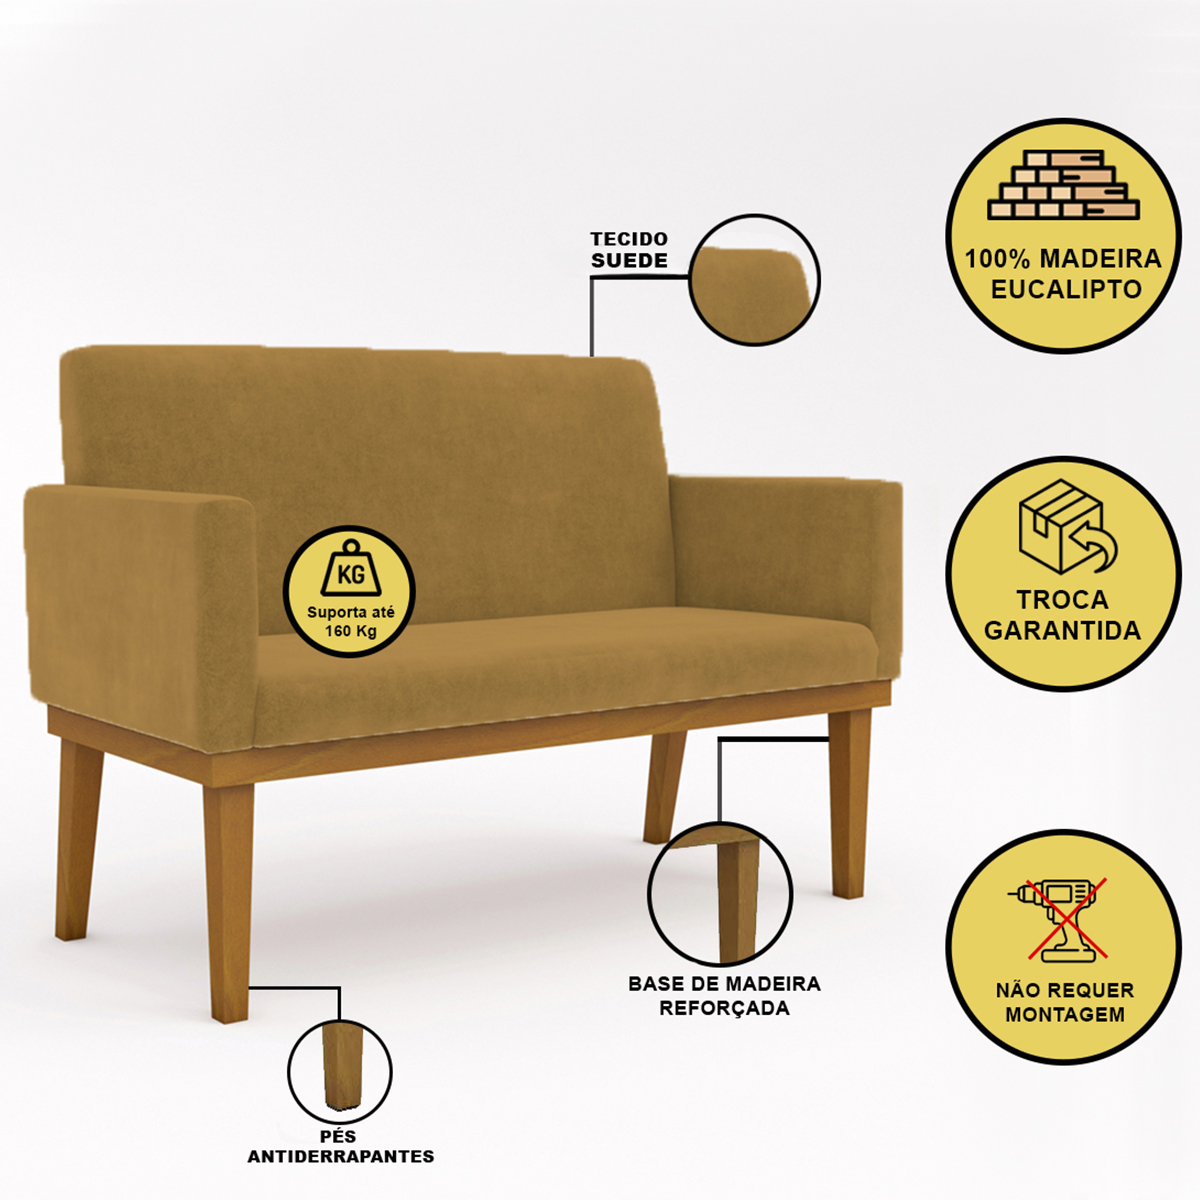 TECIDO
SUEDE
100% MADEIRA
EUCALIPTO
KG
Suporta até
160 Kg
TROCA
GARANTIDA
BASE DE MADEIRA
REFORÇADA
NÃO REQUER
MONTAGEM
PÉS
ANTIDERRAPANTES